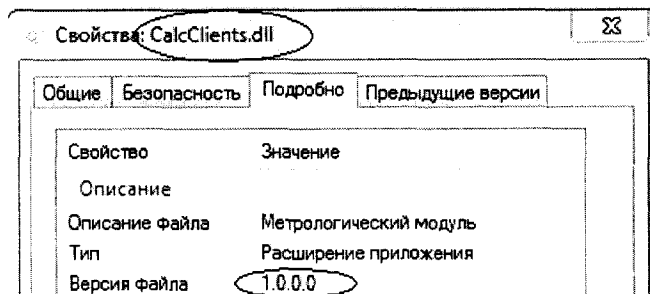 Свойства: CalcClients.dll
Общие Безопасность Подробно Предыдущие версии
Свойство Значение
Описание
Описание файла Метрологический модуль
Тип Расширение приложения
Версия файла 1.0.0.0